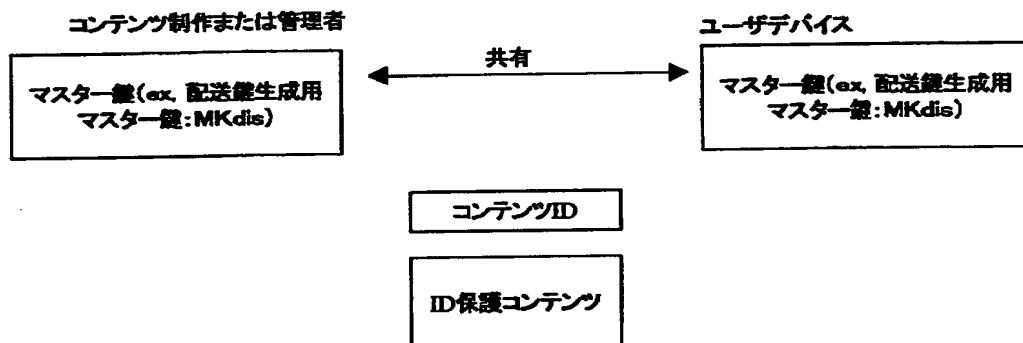 コンテンツ制作または管理者
ユーザデバイス
マスター鍵(ex, 配送鍵生成用
マスター鍵:MKdis)
共有
マスター鍵(ex, 配送鍵生成用
マスター鍵:MKdis)
コンテンツID
ID保護コンテンツ